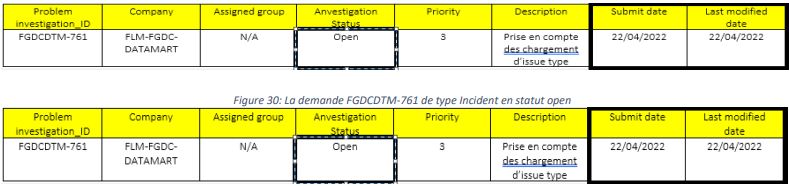 Problem investigation_ID Company Assigned group Anvestigation Status Priority Description Submit date Last modified date
FGDCDTM-761 FLM-FGDC-DATAMART N/A Open 3 Prise en compte des chargement d'issue type 22/04/2022 22/04/2022
Figure 30: La demande FGDCDTM-761 de type Incident en statut open
Problem investigation_ID Company Assigned group Anvestigation Status Priority Description Submit date Last modified date
FGDCDTM-761 FLM-FGDC-DATAMART N/A Open 3 Prise en compte des chargement d'issue type 22/04/2022 22/04/2022